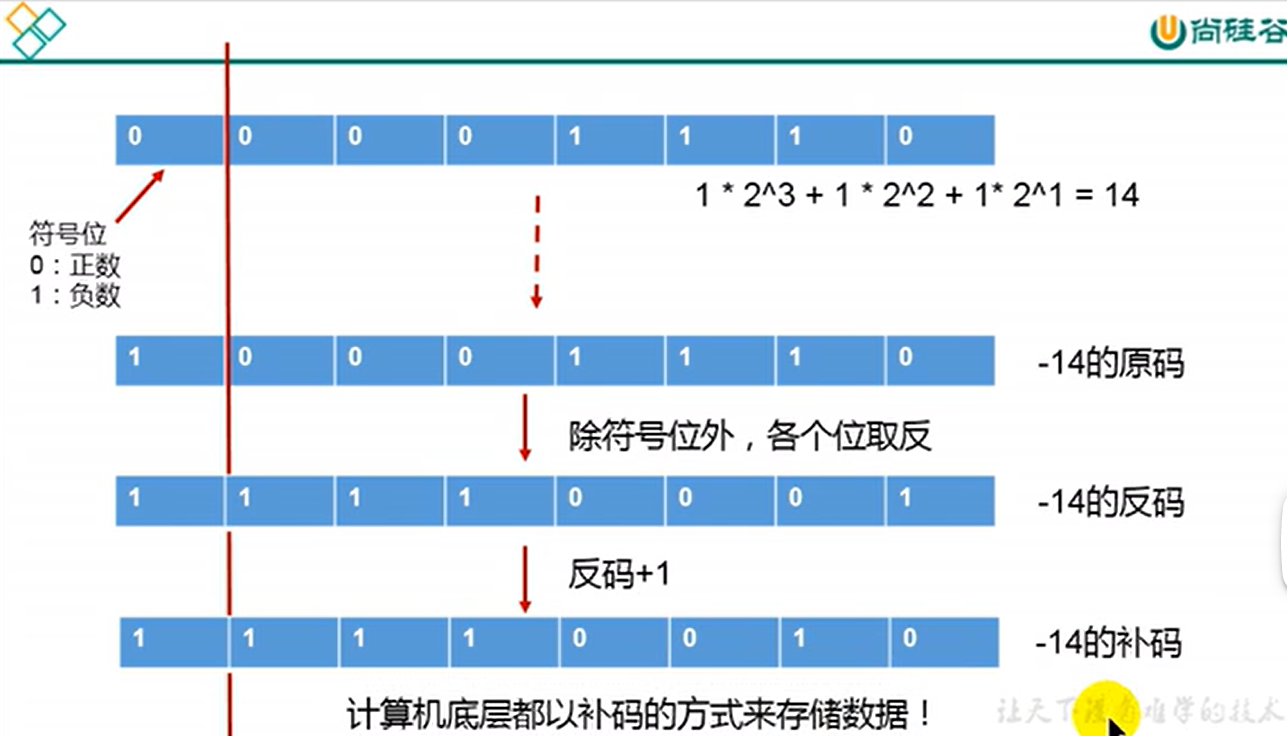 尚硅谷
0 0 0 0 1 1 1 0
1 * 2^3 + 1 * 2^2 + 1* 2^1 = 14
符号位
0：正数
1：负数
1 0 0 0 1 1 1 0
-14的原码
除符号位外，各个位取反
1 1 1 1 0 0 0 1
-14的反码
反码+1
1 1 1 1 0 0 1 0
-14的补码
计算机底层都以补码的方式来存储数据！
让天下没有难学的技术